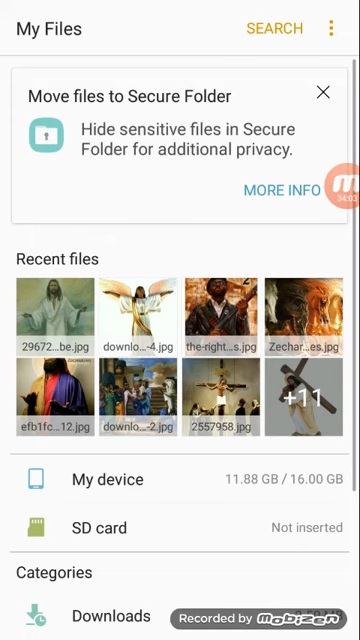 My Files
SEARCH
Move files to Secure Folder
Hide sensitive files in Secure
Folder for additional privacy.
MORE INFO
34:03
Recent files
29672...be.jpg
downlo...-4.jpg
the-right...s.jpg
Zechar...es.jpg
efb1fc...12.jpg
downlo...-2.jpg
2557958.jpg
+11
My device
11.88 GB / 16.00 GB
SD card
Not inserted
Categories
Downloads
Recorded by mobizen